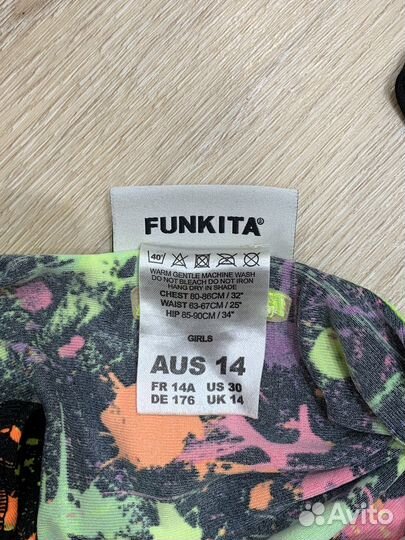 FUNKITA®
40°
WARM GENTLE MACHINE WASH
DO NOT BLEACH DO NOT IRON
HANG DRY IN SHADE
CHEST 80-86CM / 32"
WAIST 63-67CM / 25"
HIP 85-90CM / 34"
GIRLS
AUS 14
FR 14A US 30
DE 176 UK 14
Avito